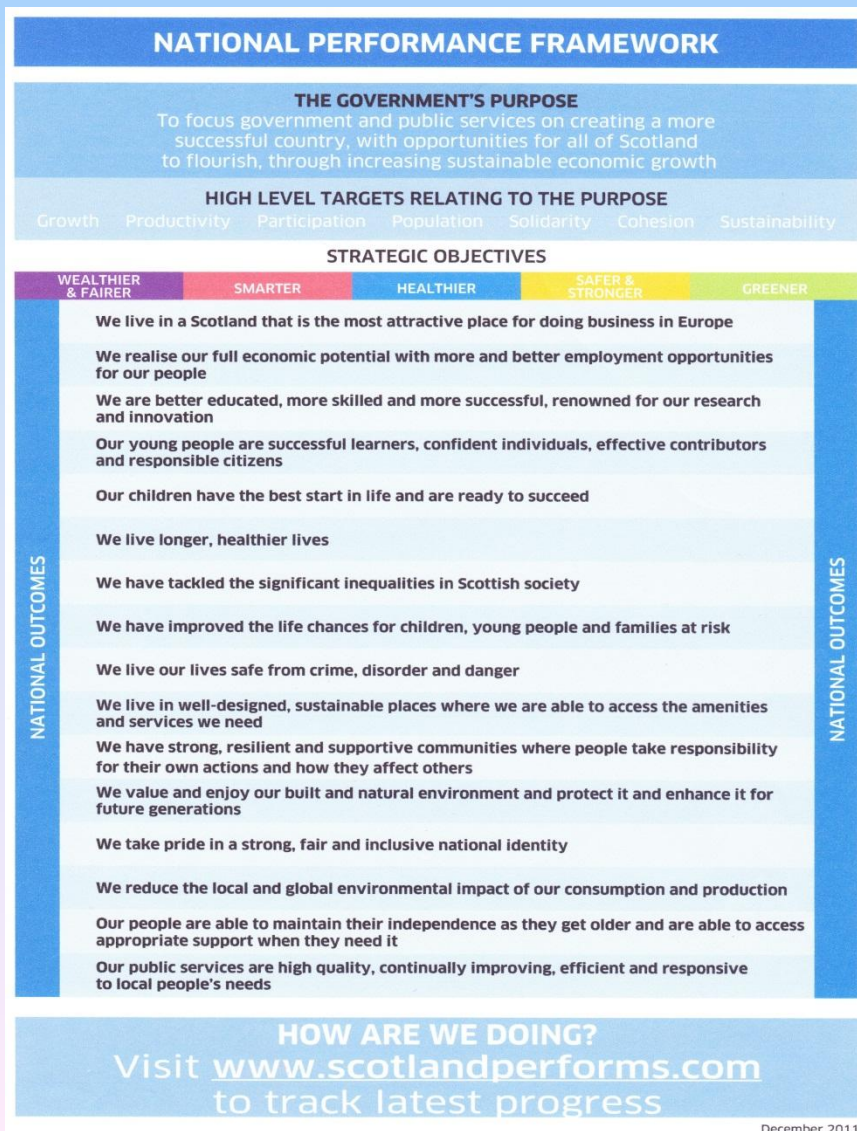 NATIONAL PERFORMANCE FRAMEWORK
THE GOVERNMENT'S PURPOSE
To focus government and public services on creating a more
successful country, with opportunities for all of Scotland
to flourish, through increasing sustainable economic growth
HIGH LEVEL TARGETS RELATING TO THE PURPOSE
Growth Productivity Participation Population Solidarity Cohesion Sustainability
STRATEGIC OBJECTIVES
WEALTHIER
& FAIRER
SMARTER
HEALTHIER
SAFER &
STRONGER
GREENER
NATIONAL OUTCOMES
We live in a Scotland that is the most attractive place for doing business in Europe
We realise our full economic potential with more and better employment opportunities
for our people
We are better educated, more skilled and more successful, renowned for our research
and innovation
Our young people are successful learners, confident individuals, effective contributors
and responsible citizens
Our children have the best start in life and are ready to succeed
We live longer, healthier lives
We have tackled the significant inequalities in Scottish society
We have improved the life chances for children, young people and families at risk
We live our lives safe from crime, disorder and danger
We live in well-designed, sustainable places where we are able to access the amenities
and services we need
We have strong, resilient and supportive communities where people take responsibility
for their own actions and how they affect others
We value and enjoy our built and natural environment and protect it and enhance it for
future generations
We take pride in a strong, fair and inclusive national identity
We reduce the local and global environmental impact of our consumption and production
Our people are able to maintain their independence as they get older and are able to access
appropriate support when they need it
Our public services are high quality, continually improving, efficient and responsive
to local people's needs
NATIONAL OUTCOMES
HOW ARE WE DOING?
Visit www.scotlandperforms.com
to track latest progress
December 2011